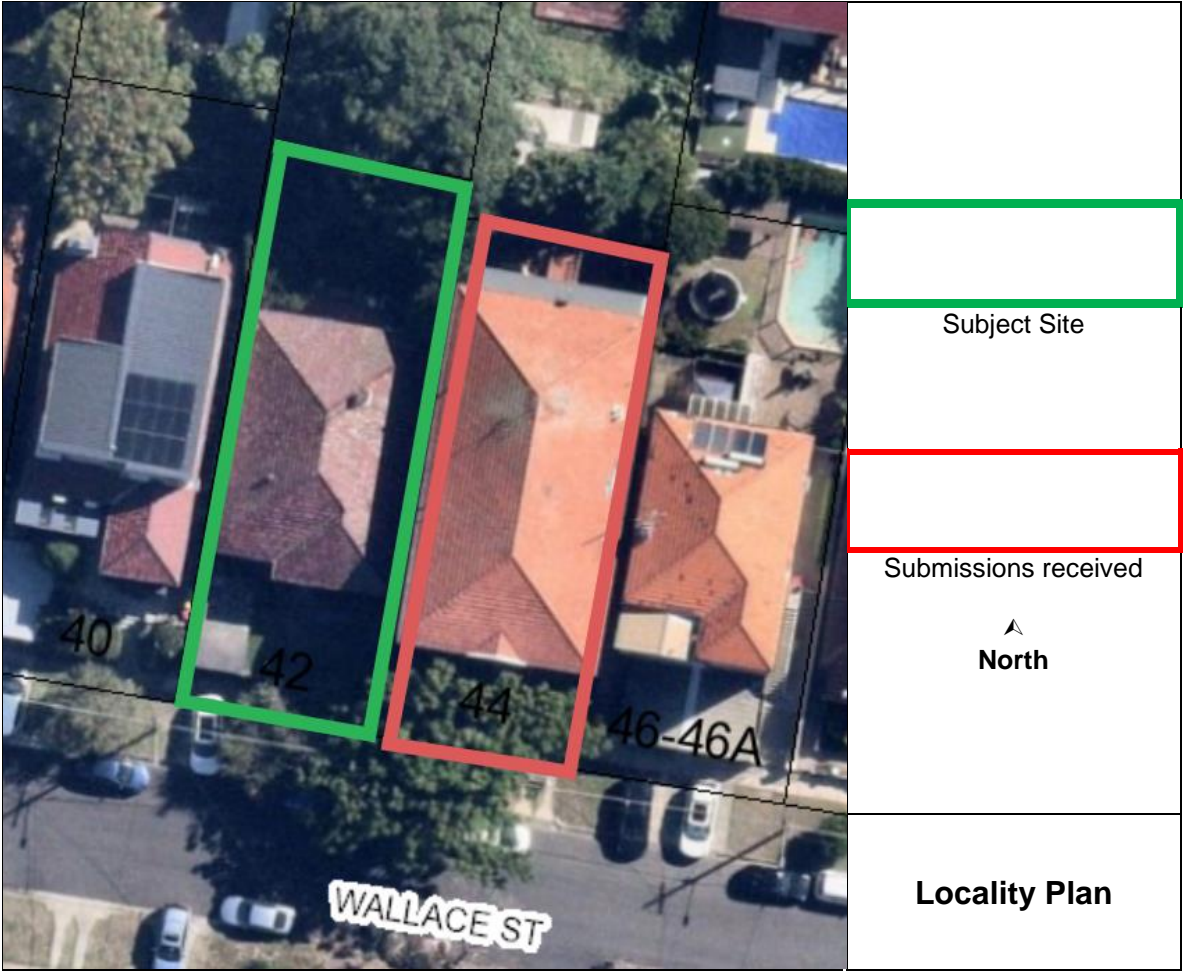 40
42
44
46-46A
WALLACE ST
Subject Site
Submissions received
North
Locality Plan